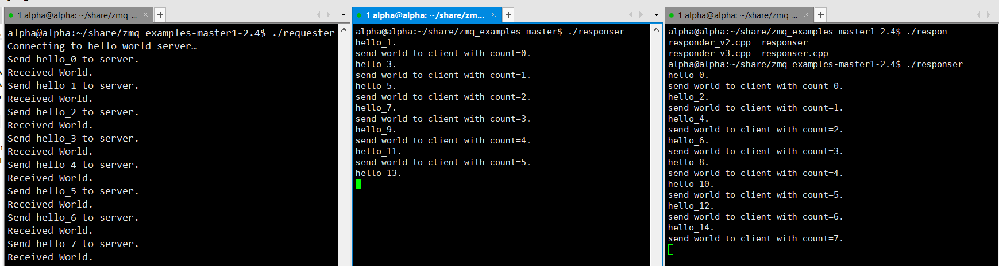 1 alpha@alpha: ~/share/zmq_...
alpha@alpha:~/share/zmq_examples-master1-2.4$ ./requester
Connecting to hello world server…
Send hello_0 to server.
Received World.
Send hello_1 to server.
Received World.
Send hello_2 to server.
Received World.
Send hello_3 to server.
Received World.
Send hello_4 to server.
Received World.
Send hello_5 to server.
Received World.
Send hello_6 to server.
Received World.
Send hello_7 to server.
Received World.
1 alpha@alpha: ~/share/zm...
alpha@alpha:~/share/zmq_examples-master$ ./responser
hello_1.
send world to client with count=0.
hello_3.
send world to client with count=1.
hello_5.
send world to client with count=2.
hello_7.
send world to client with count=3.
hello_9.
send world to client with count=4.
hello_11.
send world to client with count=5.
hello_13.
1 alpha@alpha: ~/share/zmq_...
alpha@alpha:~/share/zmq_examples-master1-2.4$ ./respon
responder_v2.cpp  responser
responder_v3.cpp  responser.cpp
alpha@alpha:~/share/zmq_examples-master1-2.4$ ./responser
hello_0.
send world to client with count=0.
hello_2.
send world to client with count=1.
hello_4.
send world to client with count=2.
hello_6.
send world to client with count=3.
hello_8.
send world to client with count=4.
hello_10.
send world to client with count=5.
hello_12.
send world to client with count=6.
hello_14.
send world to client with count=7.